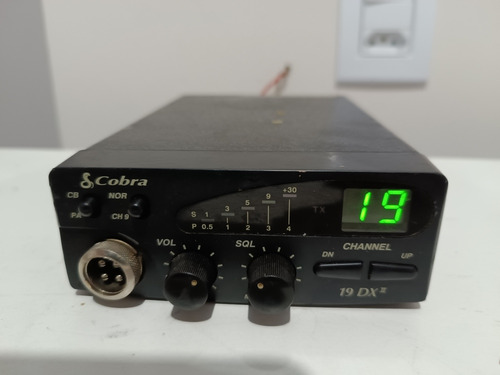 Cobra
CB NOR
PA CH 9
S 1 3 5 9 +30
P 0.5 1 2 3 4
TX
19
VOL SQL
CHANNEL
DN UP
19 DX II